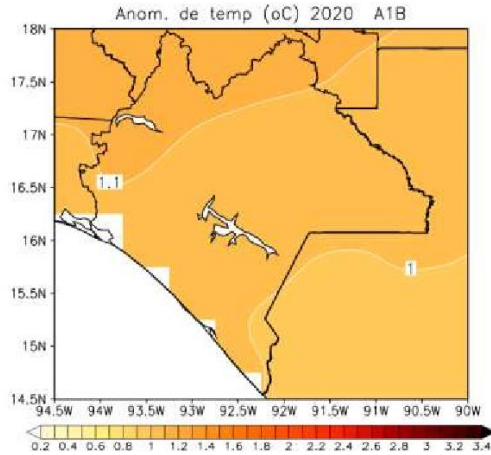 Anom. de temp (oC) 2020 A1B
18N
17.5N
17N
1.1
16.5N
16N
1
15.5N
15N
14.5N
94.5W 94W 93.5W 93W 92.5W 92W 91.5W 91W 90.5W 90W
0.2 0.4 0.6 0.8 1 1.2 1.4 1.6 1.8 2 2.2 2.4 2.6 2.8 3 3.2 3.4